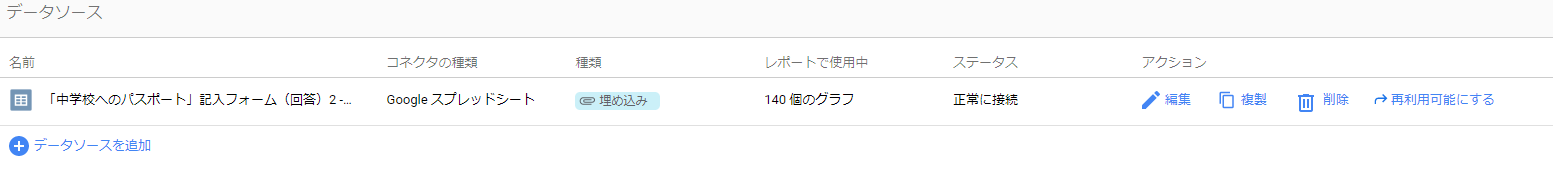 データソース
名前 コネクタの種類 種類 レポートで使用中 ステータス アクション
「中学校へのパスポート」記入フォーム（回答）2 -... Google スプレッドシート 埋め込み 140 個のグラフ 正常に接続 編集 複製 削除 再利用可能にする
データソースを追加